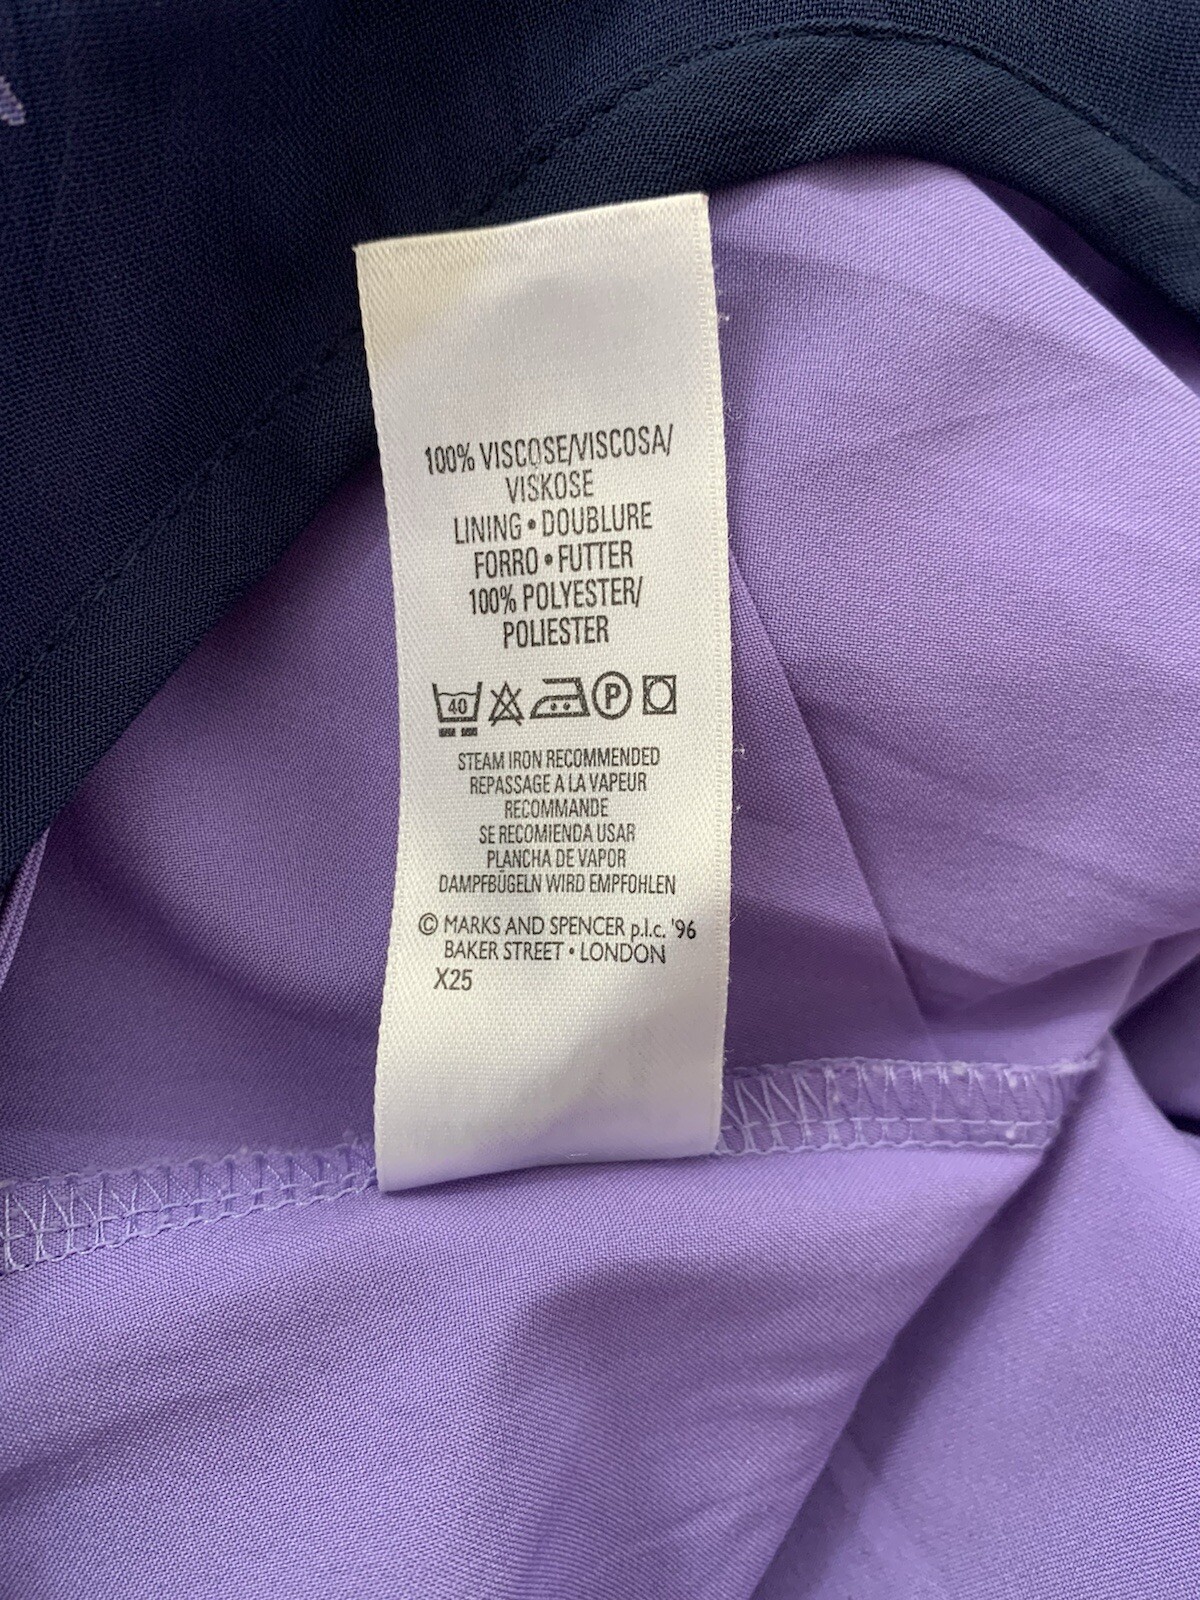 100% VISCOSE/VISCOSA/
VISKOSE
LINING • DOUBLURE
FORRO • FUTTER
100% POLYESTER/
POLIESTER
40 P
STEAM IRON RECOMMENDED
REPASSAGE A LA VAPEUR
RECOMMANDE
SE RECOMIENDA USAR
PLANCHA DE VAPOR
DAMPFBÜGELN WIRD EMPFOHLEN
© MARKS AND SPENCER p.l.c. '96
BAKER STREET • LONDON
X25